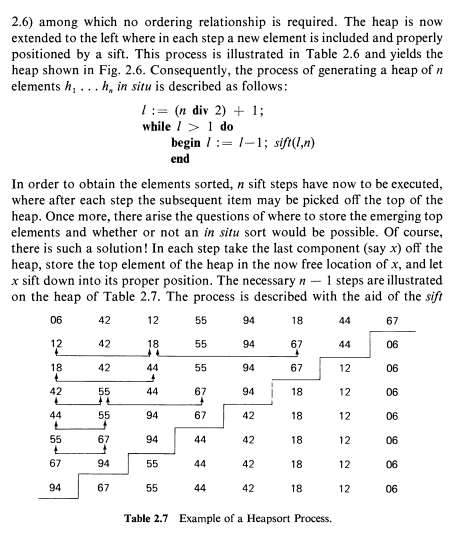 2.6) among which no ordering relationship is required. The heap is now
extended to the left where in each step a new element is included and properly
positioned by a sift. This process is illustrated in Table 2.6 and yields the
heap shown in Fig. 2.6. Consequently, the process of generating a heap of n
elements h₁ . . . hₙ in situ is described as follows:
l := (n div 2) + 1;
while l > 1 do
begin l := l−1; sift(l,n)
end
In order to obtain the elements sorted, n sift steps have now to be executed,
where after each step the subsequent item may be picked off the top of the
heap. Once more, there arise the questions of where to store the emerging top
elements and whether or not an in situ sort would be possible. Of course,
there is such a solution! In each step take the last component (say x) off the
heap, store the top element of the heap in the now free location of x, and let
x sift down into its proper position. The necessary n − 1 steps are illustrated
on the heap of Table 2.7. The process is described with the aid of the sift
06 42 12 55 94 18 44 67
12 42 18 55 94 67 44 06
18 42 44 55 94 67 12 06
42 55 44 67 94 18 12 06
44 55 94 67 42 18 12 06
55 67 94 44 42 18 12 06
67 94 55 44 42 18 12 06
94 67 55 44 42 18 12 06
Table 2.7 Example of a Heapsort Process.